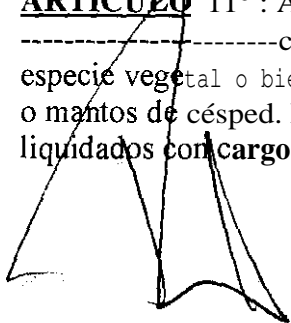 ARTICULO 11° : A
----------------------c
especie vegetal o bie
o mantos de césped.
liquidados con cargo